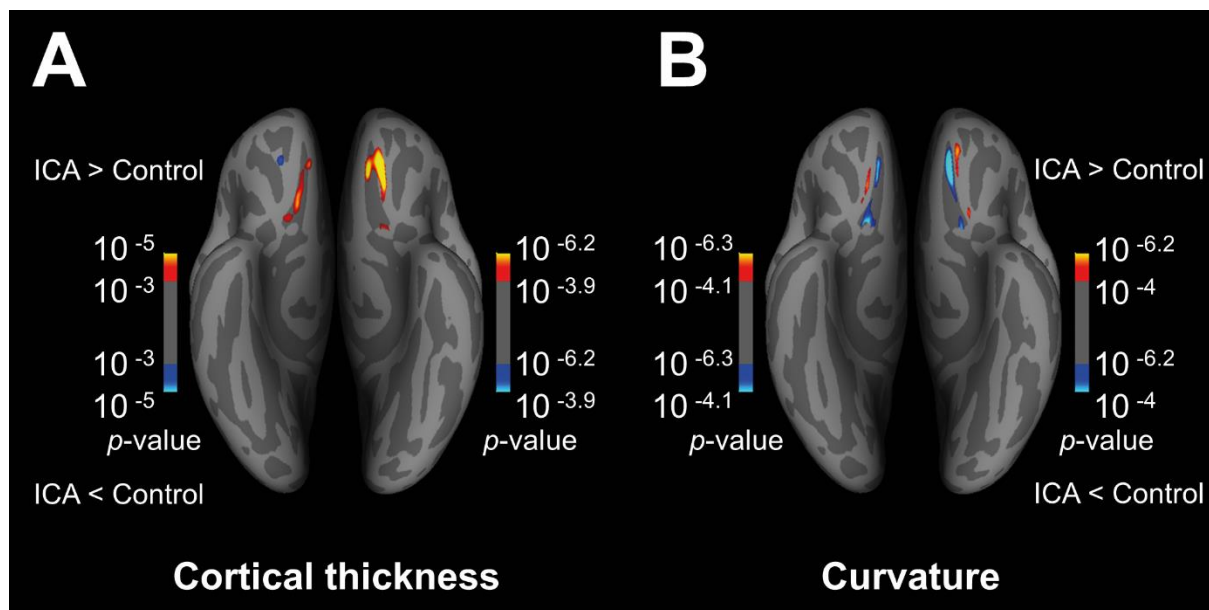 A
B
ICA > Control
ICA > Control
10 -5
10 -3
10 -3
10 -5
p-value
10 -6.2
10 -3.9
10 -6.2
10 -3.9
p-value
10 -6.3
10 -4.1
10 -6.3
10 -4.1
p-value
10 -6.2
10 -4
10 -6.2
10 -4
p-value
ICA < Control
ICA < Control
Cortical thickness
Curvature